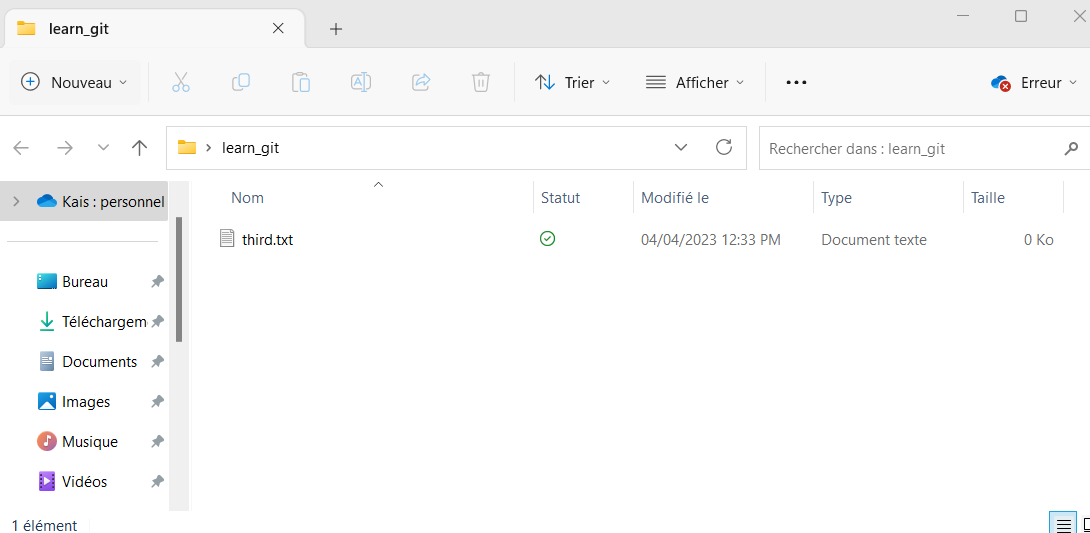 learn_git
Nouveau Trier Afficher Erreur
learn_git Rechercher dans : learn_git
Kais : personnel
Nom Statut Modifié le Type Taille
third.txt 04/04/2023 12:33 PM Document texte 0 Ko
Bureau
Téléchargem
Documents
Images
Musique
Vidéos
1 élément